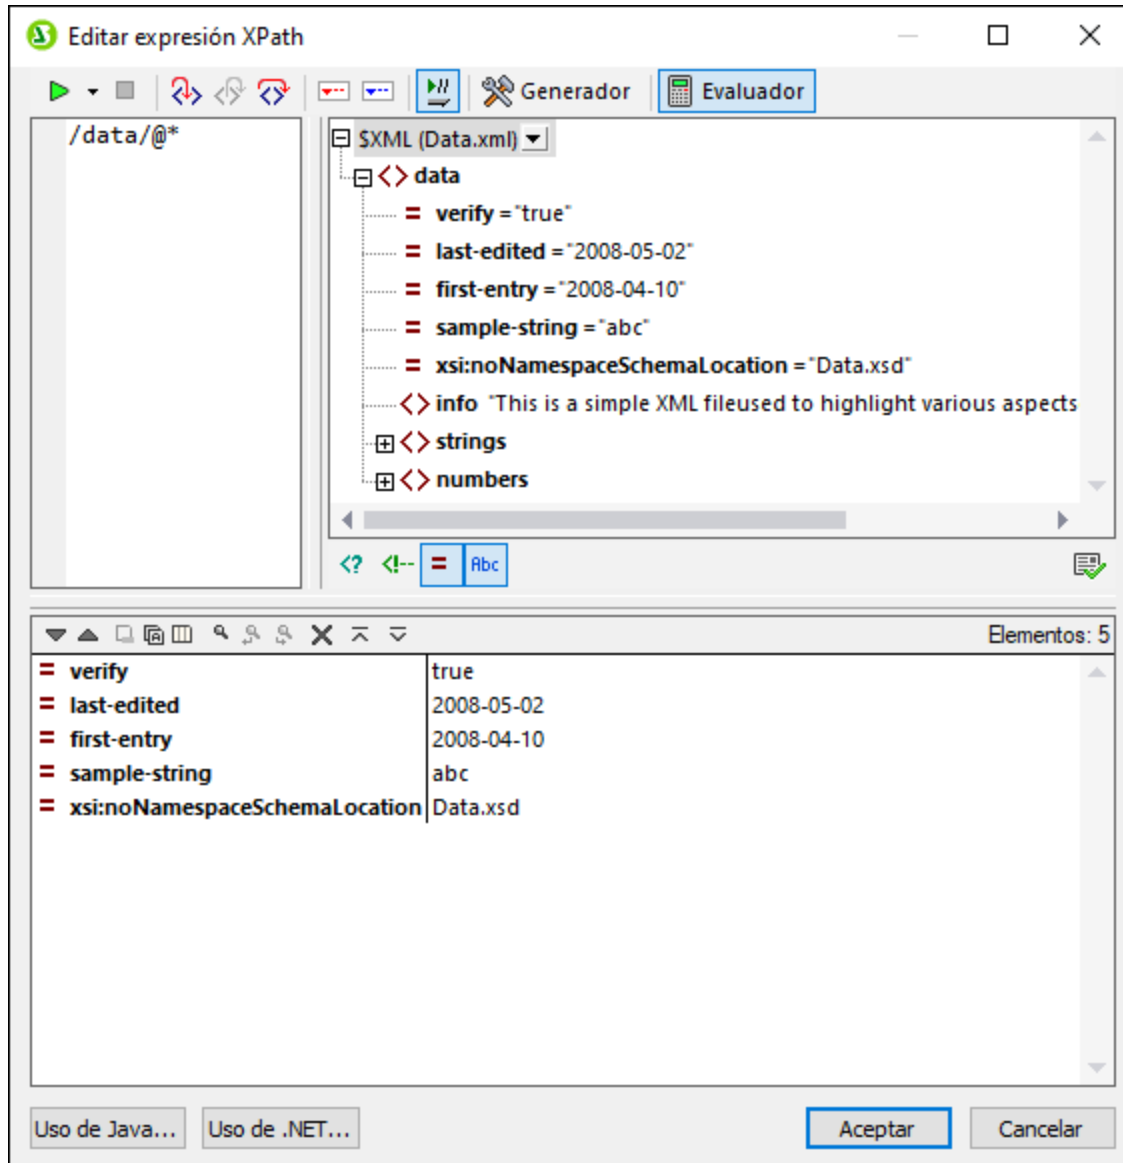 Editar expresión XPath
Generador
Evaluador
/data/@*
$XML (Data.xml)
data
verify ="true"
last-edited ="2008-05-02"
first-entry ="2008-04-10"
sample-string ="abc"
xsi:noNamespaceSchemaLocation ="Data.xsd"
info "This is a simple XML fileused to highlight various aspects
strings
numbers
<? <!-- = Abc
Elementos: 5
= verify true
= last-edited 2008-05-02
= first-entry 2008-04-10
= sample-string abc
= xsi:noNamespaceSchemaLocation Data.xsd
Uso de Java... Uso de .NET... Aceptar Cancelar